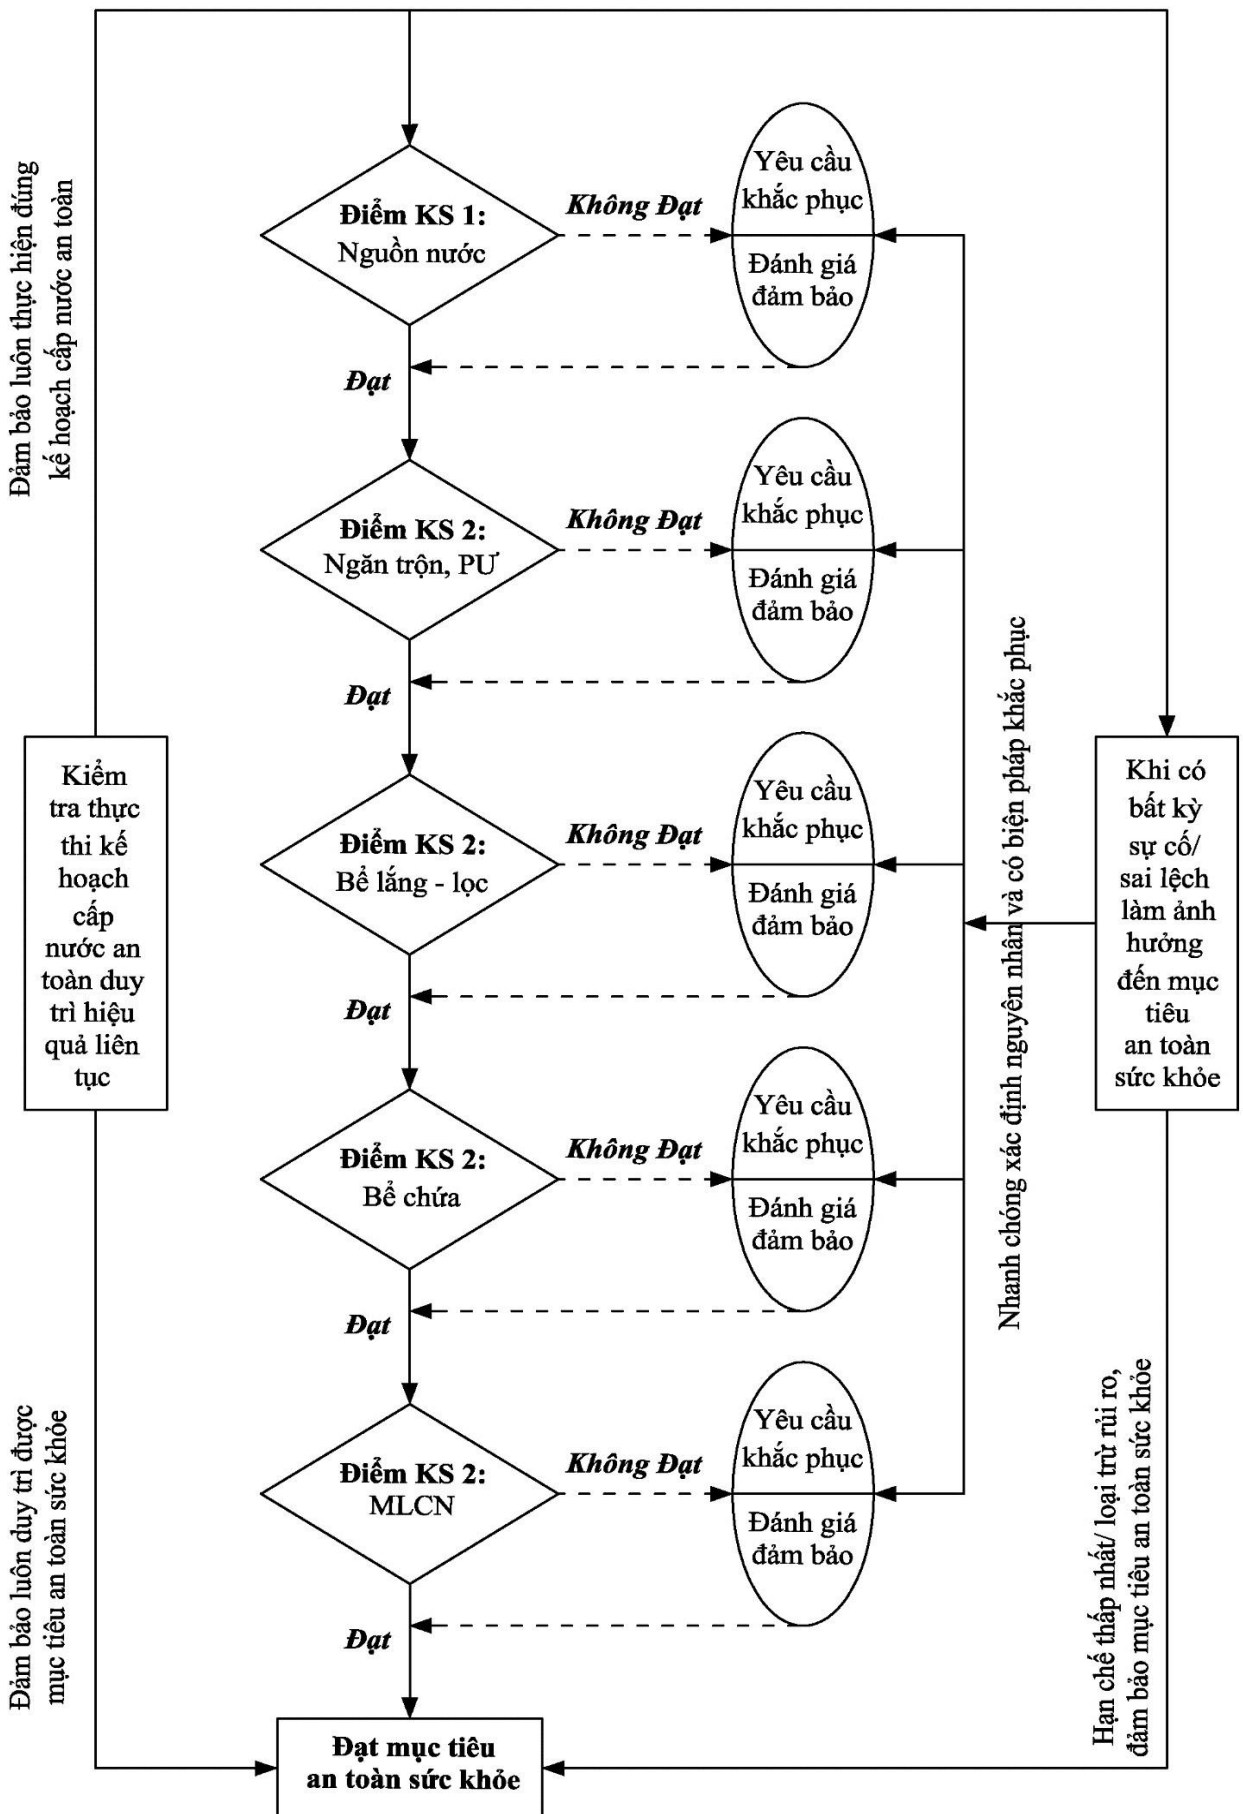 Đảm bảo luôn thực hiện đúng
kế hoạch cấp nước an toàn
Kiểm
tra thực
thi kế
hoạch
cấp
nước an
toàn duy
trì hiệu
quả liên
tục
Đảm bảo luôn duy trì được
mục tiêu an toàn sức khỏe
Điểm KS 1:
Nguồn nước
Không Đạt
Yêu cầu
khắc phục
Đánh giá
đảm bảo
Đạt
Điểm KS 2:
Ngăn trộn, PƯ
Không Đạt
Yêu cầu
khắc phục
Đánh giá
đảm bảo
Đạt
Điểm KS 2:
Bể lắng - lọc
Không Đạt
Yêu cầu
khắc phục
Đánh giá
đảm bảo
Đạt
Điểm KS 2:
Bể chứa
Không Đạt
Yêu cầu
khắc phục
Đánh giá
đảm bảo
Đạt
Điểm KS 2:
MLCN
Không Đạt
Yêu cầu
khắc phục
Đánh giá
đảm bảo
Đạt
Đạt mục tiêu
an toàn sức khỏe
Nhanh chóng xác định nguyên nhân và có biện pháp khắc phục
Khi có
bất kỳ
sự cố/
sai lệch
làm ảnh
hưởng
đến mục
tiêu
an toàn
sức khỏe
Hạn chế thấp nhất/ loại trừ rủi ro,
đảm bảo mục tiêu an toàn sức khỏe